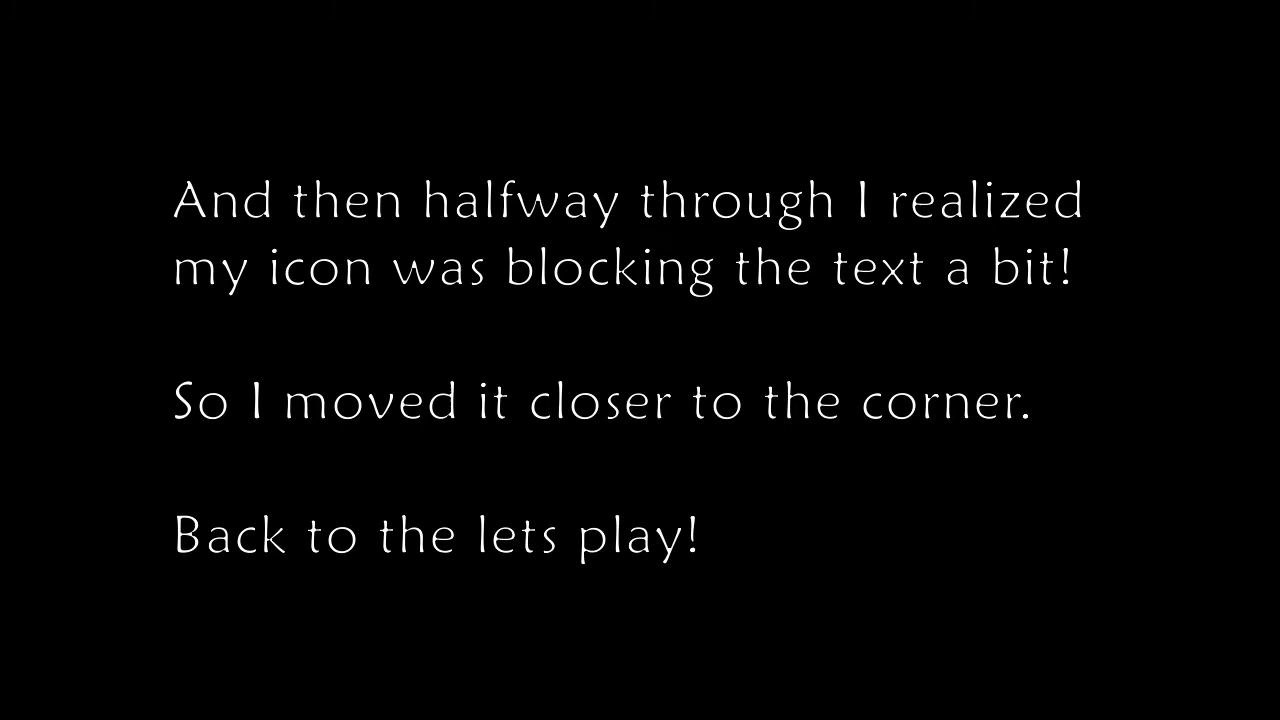 And then halfway through I realized
my icon was blocking the text a bit!
So I moved it closer to the corner.
Back to the lets play!